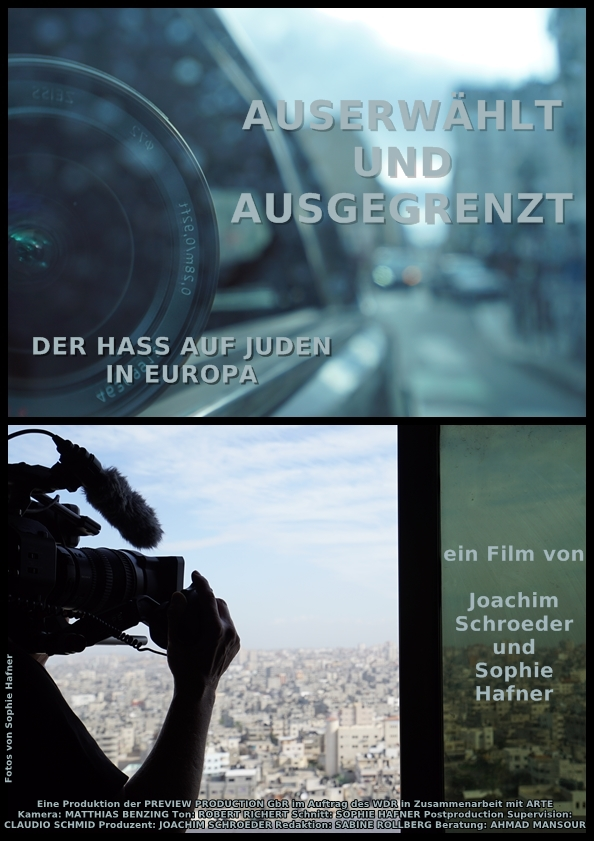 AUSERWÄHLT
UND
AUSGEGRENZT
DER HASS AUF JUDEN
IN EUROPA
ein Film von
Joachim
Schroeder
und
Sophie
Hafner
Fotos von Sophie Hafner
Eine Produktion der PREVIEW PRODUCTION GbR im Auftrag des WDR in Zusammenarbeit mit ARTE
Kamera: MATTHIAS BENZING Ton: ROBERT RICHERT Schnitt: SOPHIE HAFNER Postproduction Supervision:
CLAUDIO SCHMID Produzent: JOACHIM SCHROEDER Redaktion: SABINE ROLLBERG Beratung: AHMAD MANSOUR